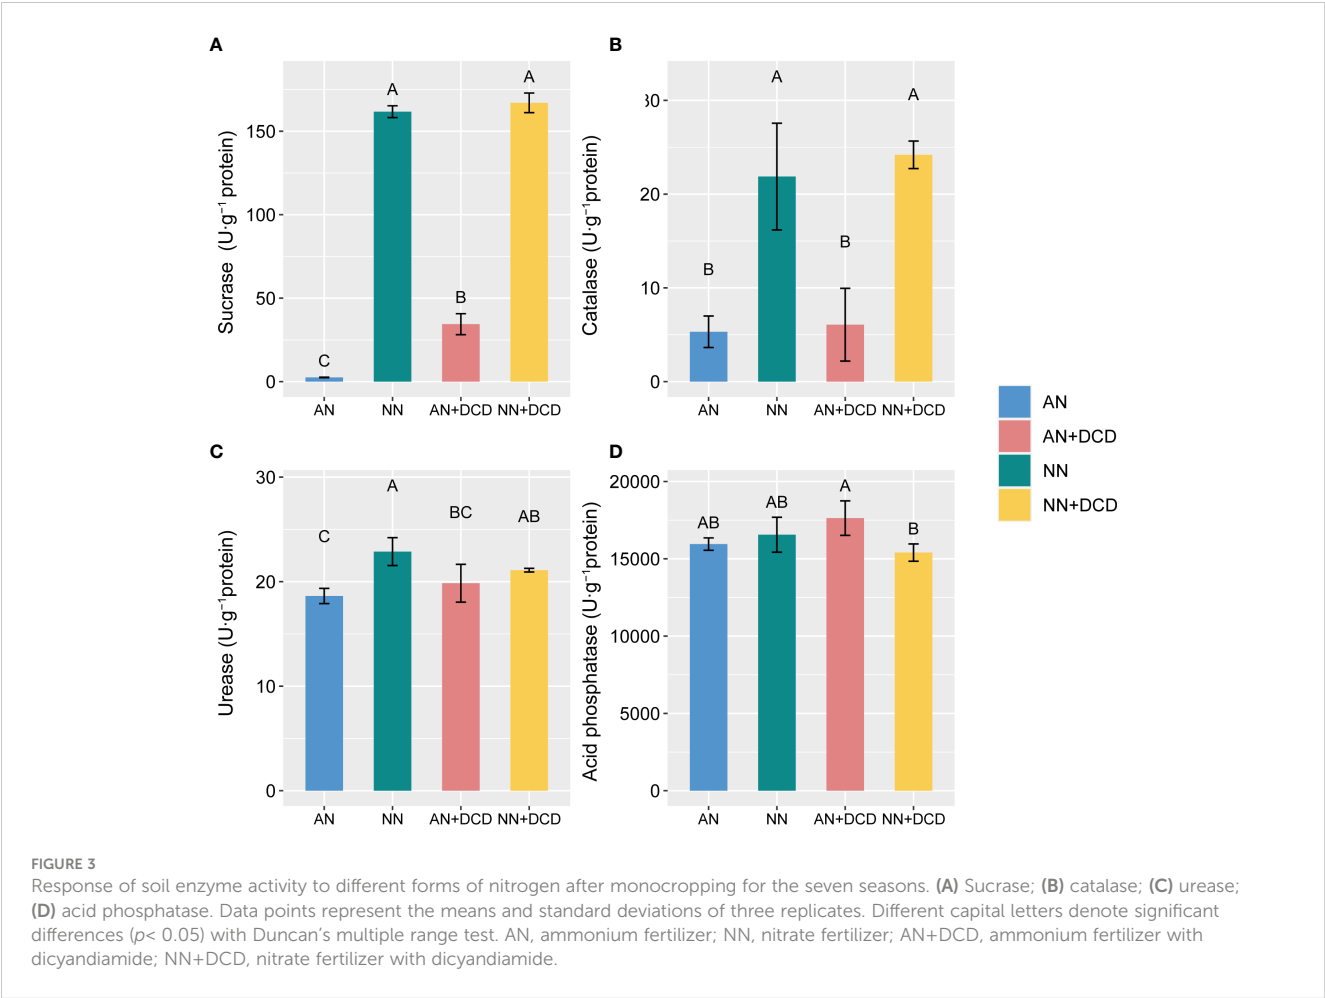 A
Sucrase (U·g⁻¹ protein)
150
100
50
0
C
A
B
A
AN
NN
AN+DCD
NN+DCD
B
Catalase (U·g⁻¹protein)
30
20
10
0
B
A
B
A
AN
NN
AN+DCD
NN+DCD
C
Urease (U·g⁻¹protein)
30
20
10
0
C
A
BC
AB
AN
NN
AN+DCD
NN+DCD
D
Acid phosphatase (U·g⁻¹protein)
20000
15000
10000
5000
0
AB
AB
A
B
AN
NN
AN+DCD
NN+DCD
AN
AN+DCD
NN
NN+DCD
FIGURE 3
Response of soil enzyme activity to different forms of nitrogen after monocropping for the seven seasons. (A) Sucrase; (B) catalase; (C) urease;
(D) acid phosphatase. Data points represent the means and standard deviations of three replicates. Different capital letters denote significant
differences (p< 0.05) with Duncan's multiple range test. AN, ammonium fertilizer; NN, nitrate fertilizer; AN+DCD, ammonium fertilizer with
dicyandiamide; NN+DCD, nitrate fertilizer with dicyandiamide.